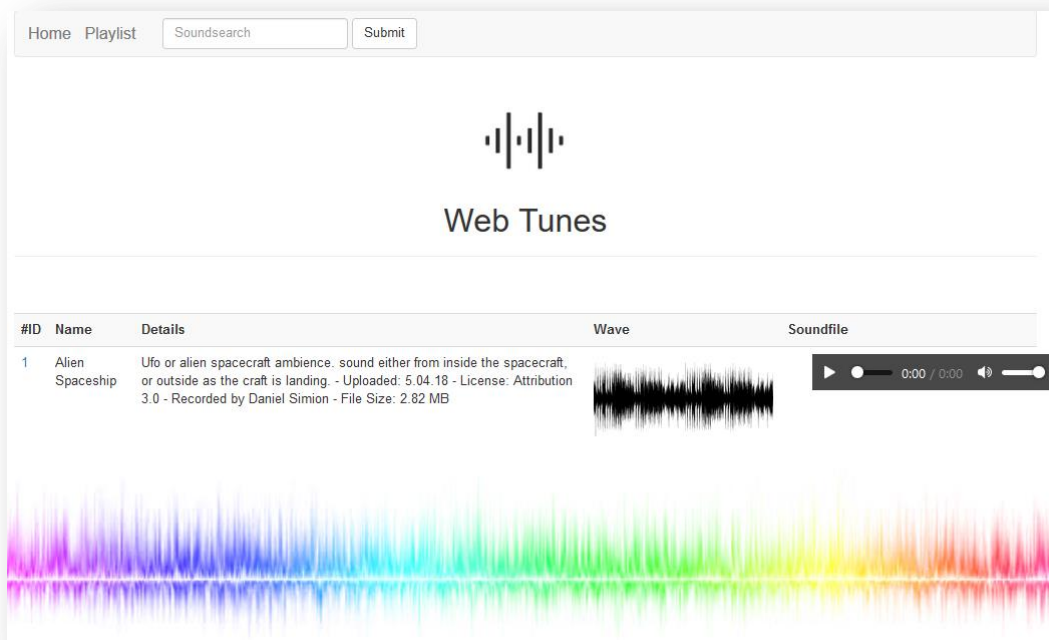 Home Playlist Soundsearch Submit
Web Tunes
#ID Name Details Wave Soundfile
1 Alien Spaceship Ufo or alien spacecraft ambience. sound either from inside the spacecraft,
or outside as the craft is landing. - Uploaded: 5.04.18 - License: Attribution
3.0 - Recorded by Daniel Simion - File Size: 2.82 MB
0:00 / 0:00